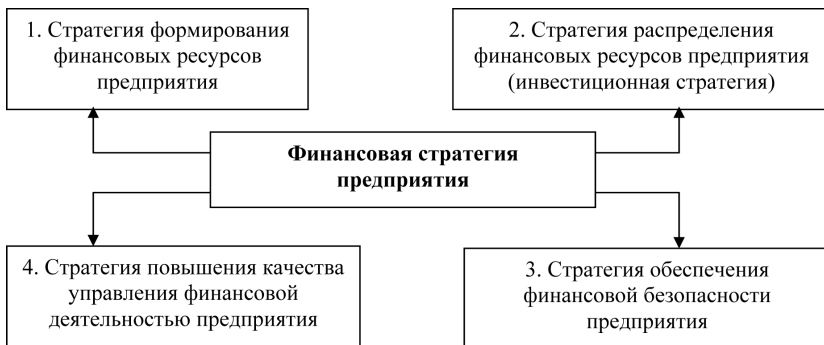 1. Стратегия формирования
финансовых ресурсов
предприятия
2. Стратегия распределения
финансовых ресурсов предприятия
(инвестиционная стратегия)
Финансовая стратегия
предприятия
4. Стратегия повышения качества
управления финансовой
деятельностью предприятия
3. Стратегия обеспечения
финансовой безопасности
предприятия